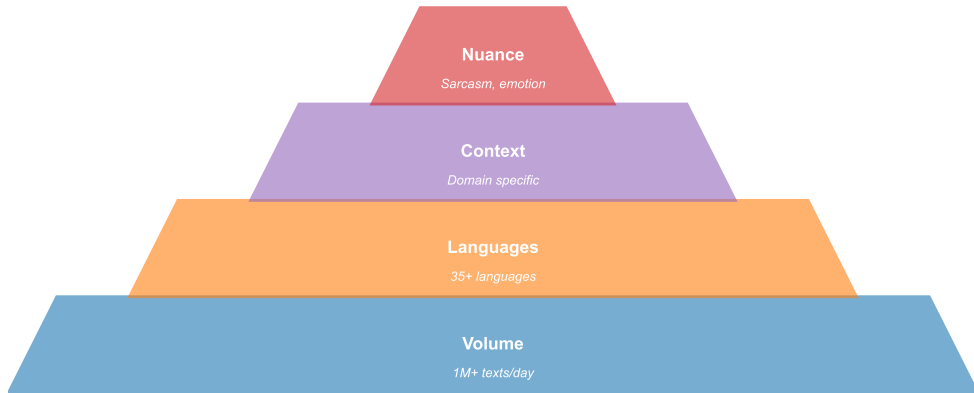 Nuance
Sarcasm, emotion
Context
Domain specific
Languages
35+ languages
Volume
1M+ texts/day